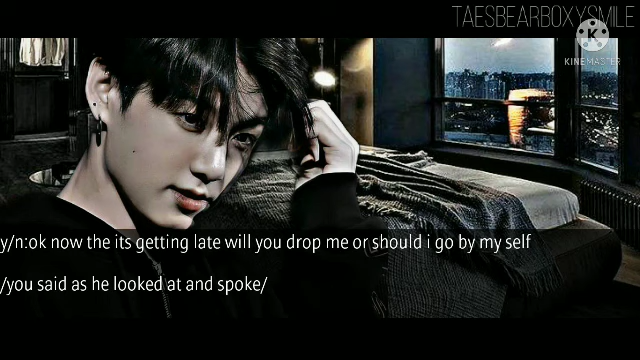 TAESBEARBOXYSMILE
KINEMASTER
y/n:ok now the its getting late will you drop me or should i go by my self
/you said as he looked at and spoke/